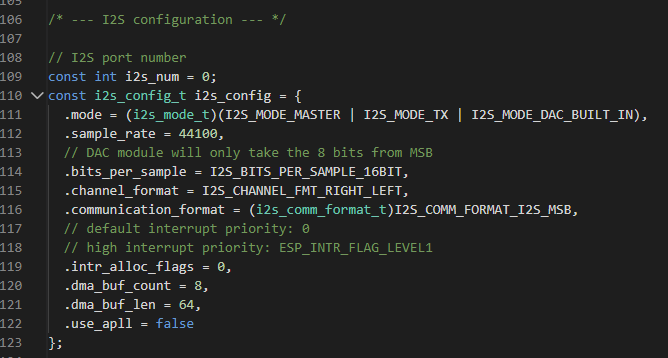 105
106 /* --- I2S configuration --- */
107
108 // I2S port number
109 const int i2s_num = 0;
110 const i2s_config_t i2s_config = {
111 .mode = (i2s_mode_t)(I2S_MODE_MASTER | I2S_MODE_TX | I2S_MODE_DAC_BUILT_IN),
112 .sample_rate = 44100,
113 // DAC module will only take the 8 bits from MSB
114 .bits_per_sample = I2S_BITS_PER_SAMPLE_16BIT,
115 .channel_format = I2S_CHANNEL_FMT_RIGHT_LEFT,
116 .communication_format = (i2s_comm_format_t)I2S_COMM_FORMAT_I2S_MSB,
117 // default interrupt priority: 0
118 // high interrupt priority: ESP_INTR_FLAG_LEVEL1
119 .intr_alloc_flags = 0,
120 .dma_buf_count = 8,
121 .dma_buf_len = 64,
122 .use_apll = false
123 };